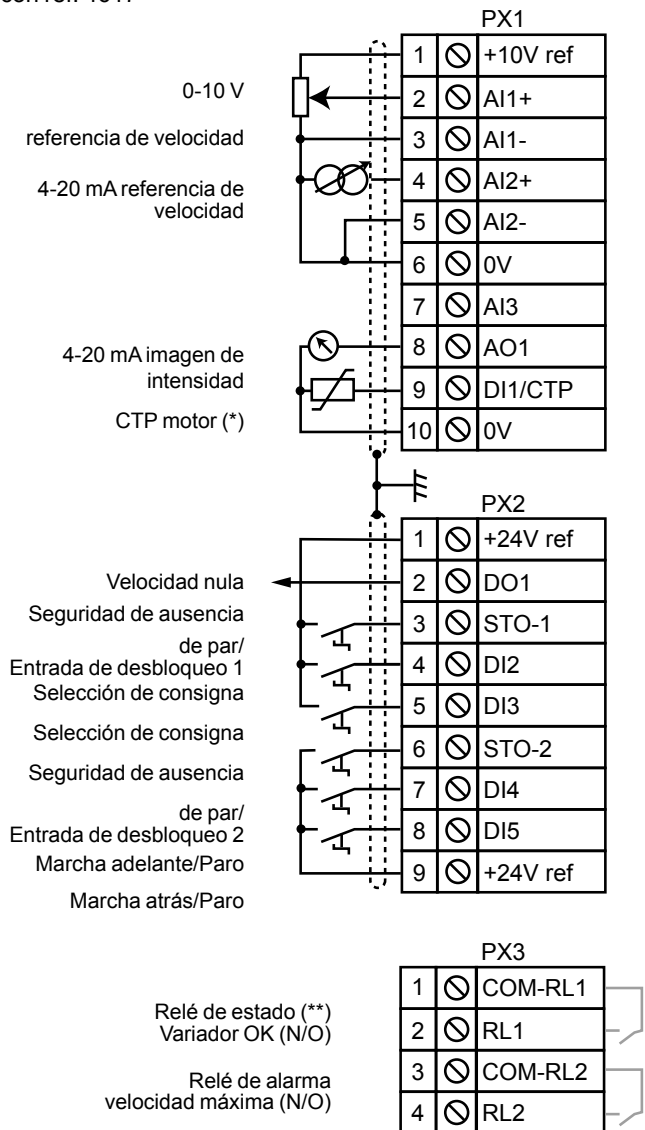 PX1
1 +10V ref
0-10 V
2 AI1+
referencia de velocidad
3 AI1-
4-20 mA referencia de
velocidad
4 AI2+
5 AI2-
6 0V
7 AI3
4-20 mA imagen de
intensidad
8 AO1
9 DI1/CTP
CTP motor (*)
10 0V
PX2
1 +24V ref
Velocidad nula
2 DO1
Seguridad de ausencia
de par/
Entrada de desbloqueo 1
3 STO-1
Selección de consigna
4 DI2
Selección de consigna
5 DI3
Seguridad de ausencia
de par/
Entrada de desbloqueo 2
6 STO-2
Marcha adelante/Paro
7 DI4
Marcha atrás/Paro
8 DI5
9 +24V ref
PX3
1 COM-RL1
Relé de estado (**)
Variador OK (N/O)
2 RL1
3 COM-RL2
Relé de alarma
velocidad máxima (N/O)
4 RL2